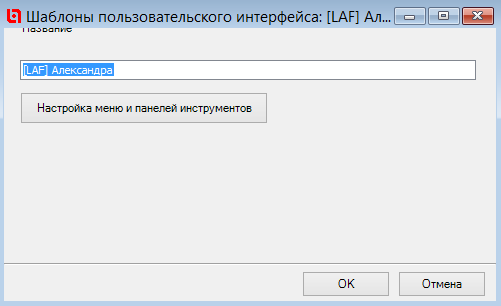 Шаблоны пользовательского интерфейса: [LAF] Ал...
Название
[LAF] Александра
Настройка меню и панелей инструментов
OK
Отмена